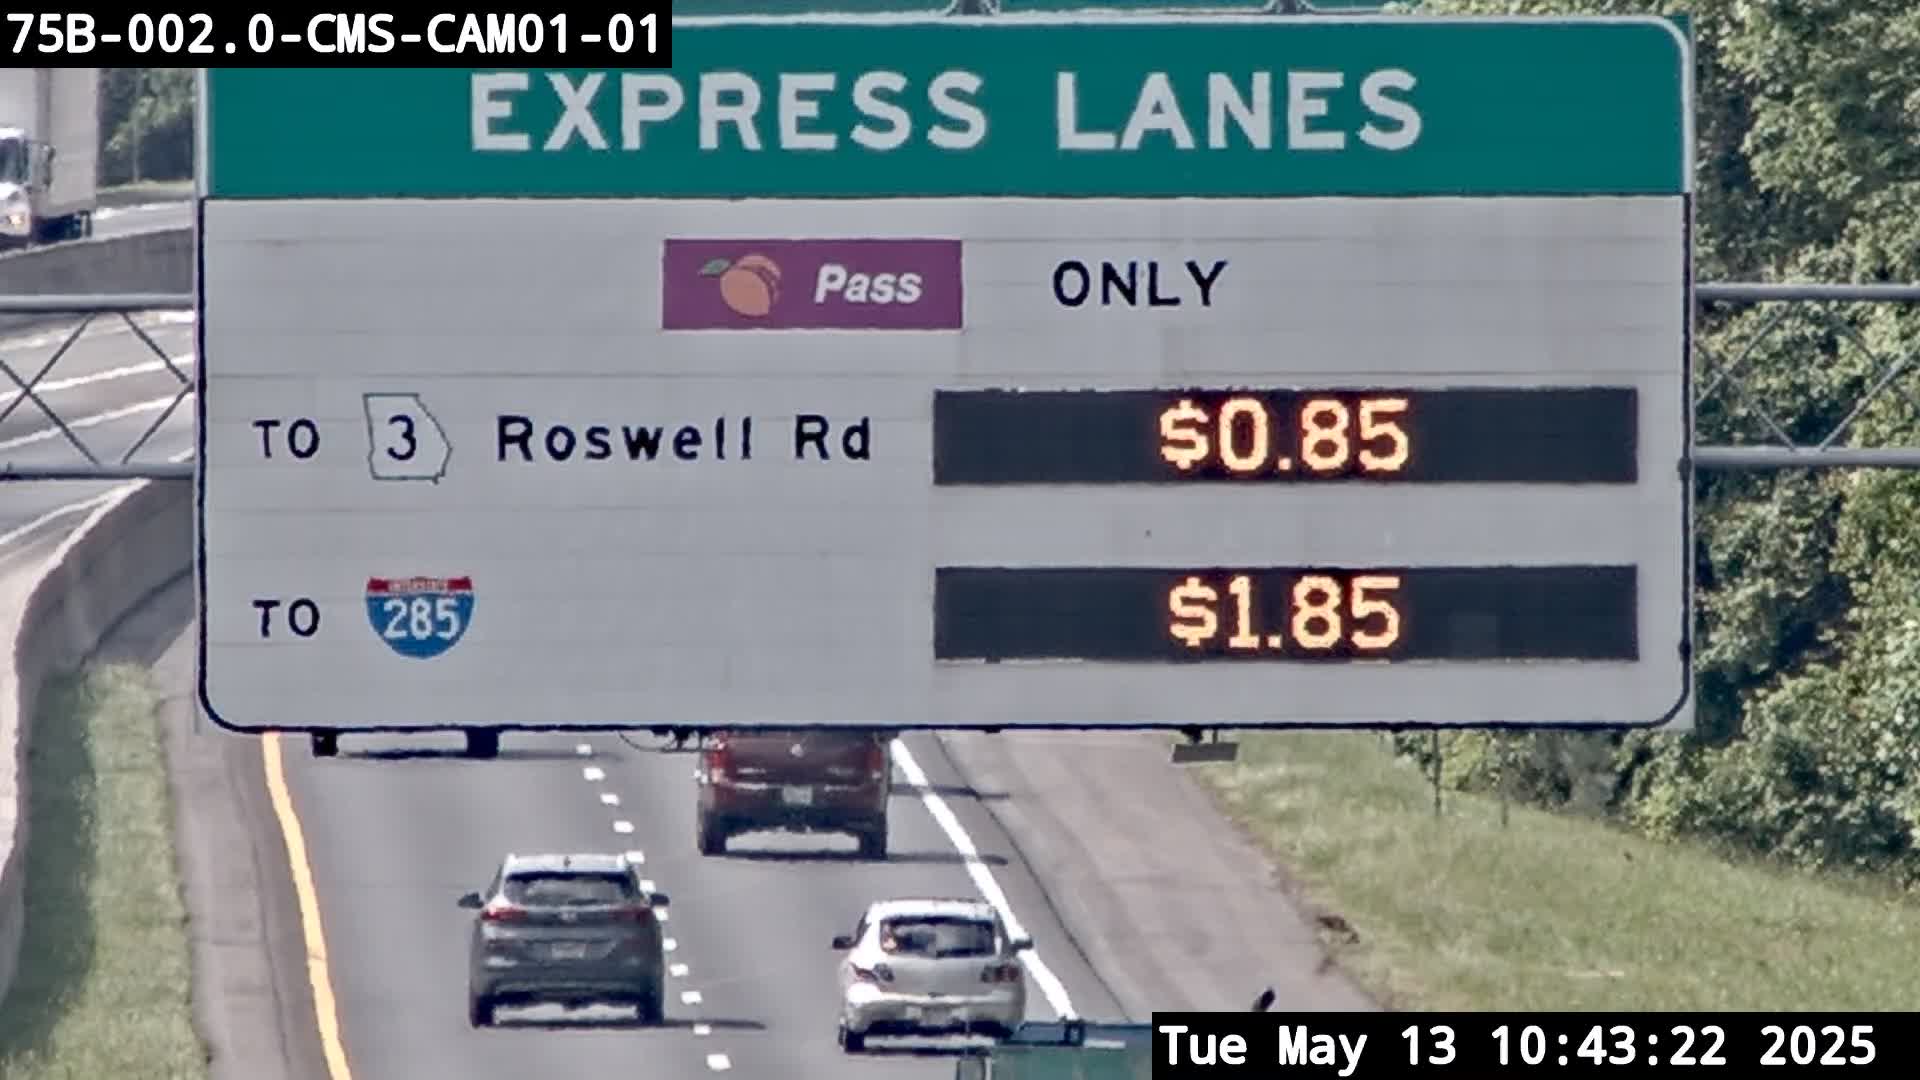 75B-002.0-CMS-CAM01-01
EXPRESS LANES
Pass ONLY
TO 3 Roswell Rd $0.85
INTERSTATE
TO 285 $1.85
Tue May 13 10:43:22 2025